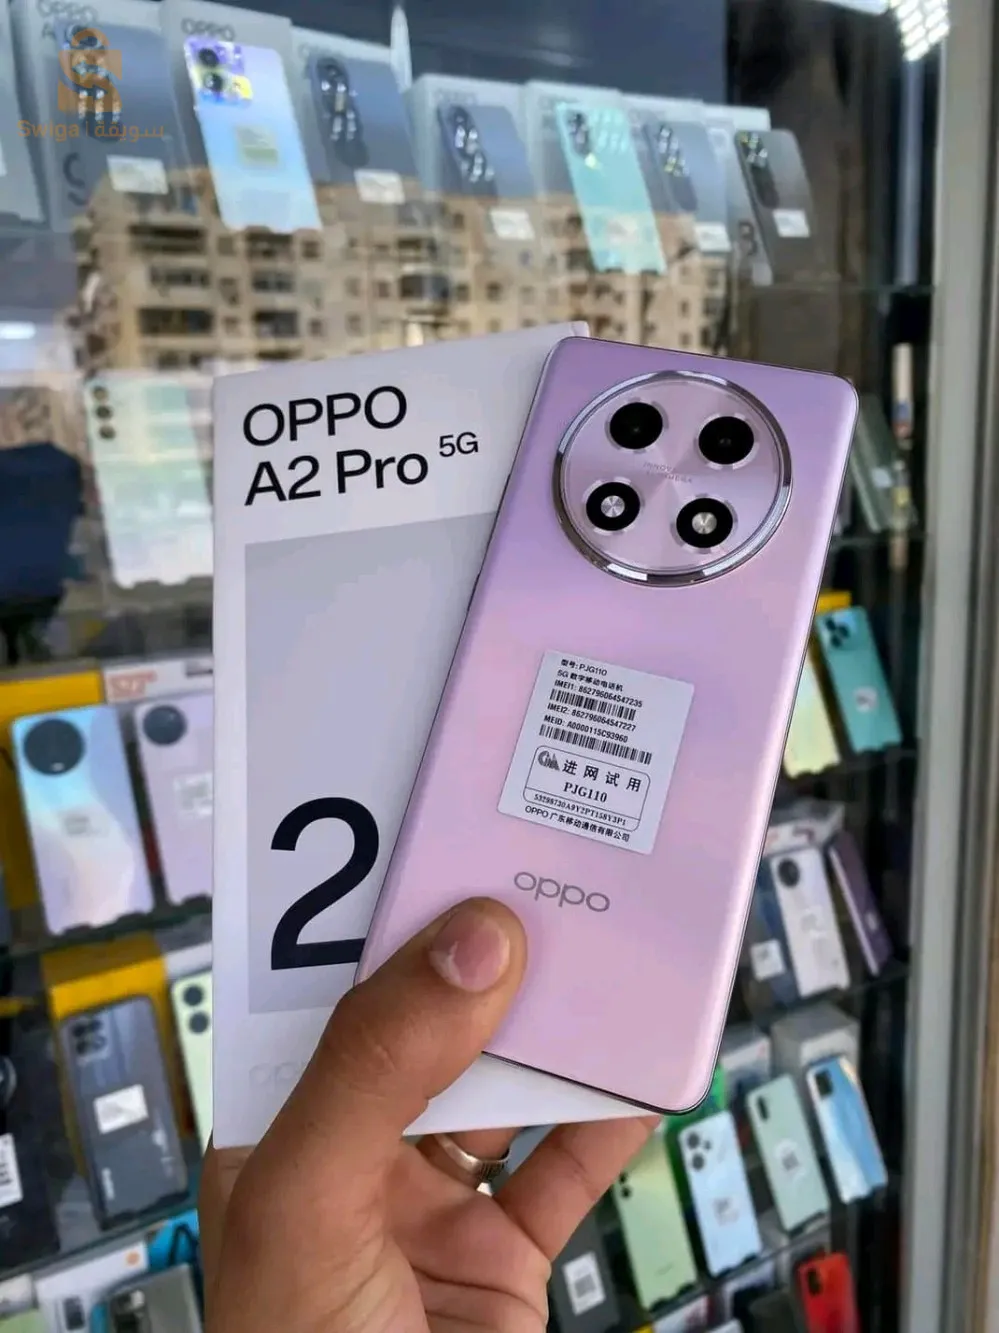 Swiga | سويقة
OPPO
A2 Pro 5G
2
INNOV
型号: PJG110
5G 数字移动电话机
IMEI1: 862796064547235
IMEI2: 862796064547227
MEID: A0000115C93960
进网试用
PJG110
53298730A9Y2PT158Y3P1
OPPO 广东移动通信有限公司
oppo